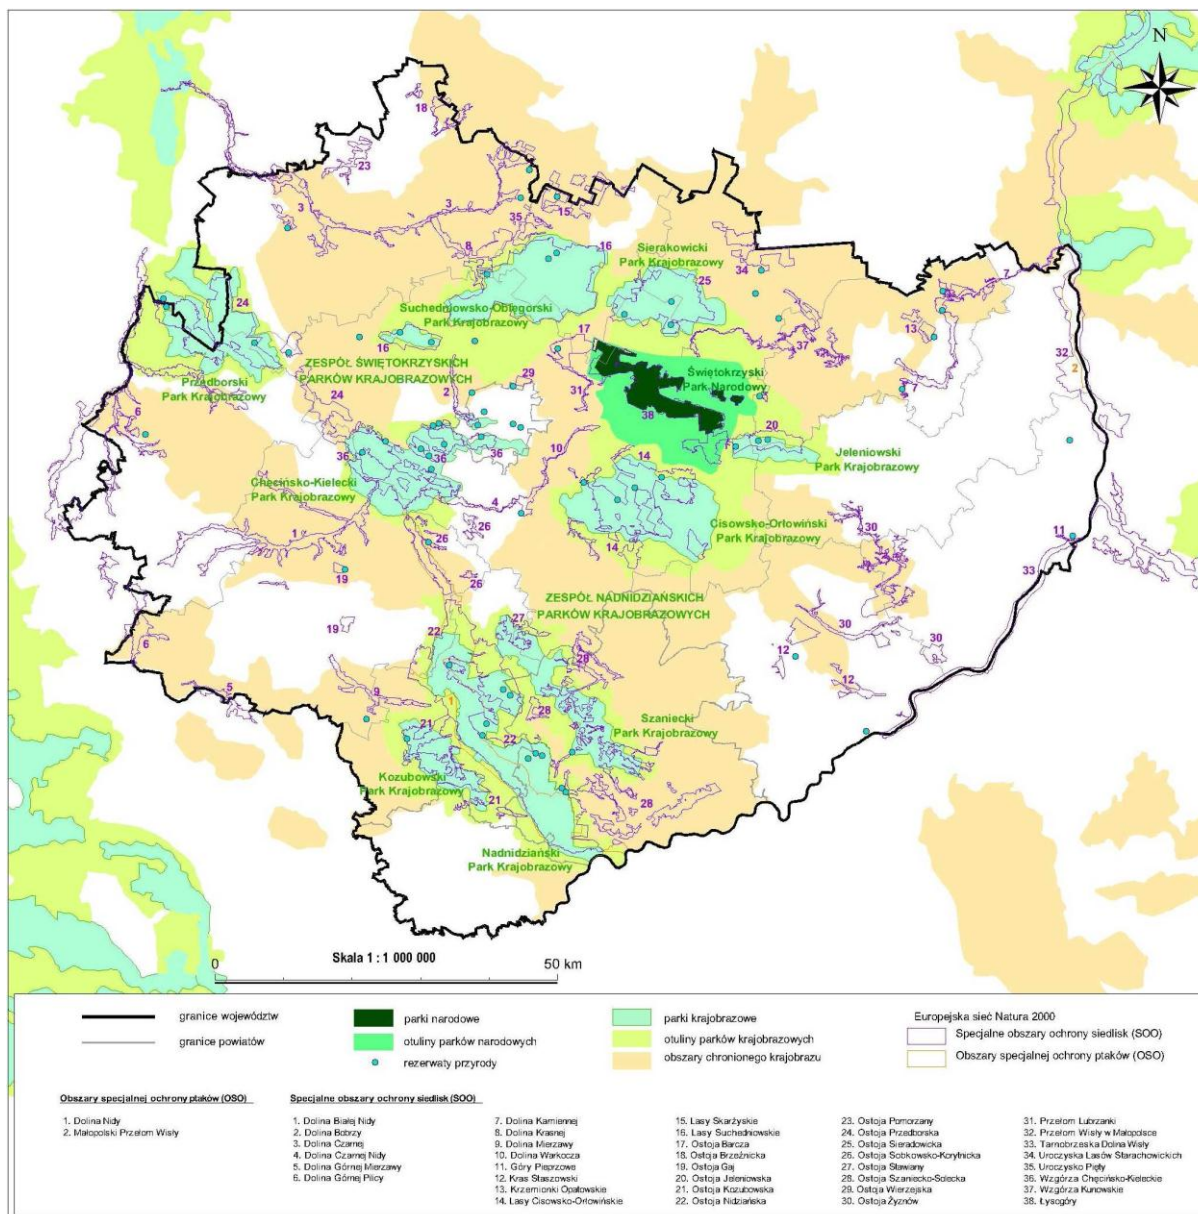 N
18
23
3
3
35
15
8
16
Sierakowicki
Park Krajobrazowy
34
25
7
24
Suchedniowsko-Oblęgorski
Park Krajobrazowy
13
16
17
37
32
ZESPÓŁ ŚWIĘTOKRZYSKICH
PARKÓW KRAJOBRAZOWYCH
Przedborski
Park Krajobrazowy
29
31
2
Świętokrzyski
Park Narodowy
2
24
6
38
20
36
36
36
10
14
Jeleniowski
Park Krajobrazowy
Chęcińsko-Kielecki
Park Krajobrazowy
4
26
Cisowsko-Orłowiński
Park Krajobrazowy
30
1
26
14
11
19
26
33
ZESPÓŁ NADNIDZIAŃSKICH
PARKÓW KRAJOBRAZOWYCH
27
19
6
22
30
28
12
12
5
9
1
28
21
22
Szaniecki
Park Krajobrazowy
Kozubowski
Park Krajobrazowy
21
28
Nadnidziański
Park Krajobrazowy
Skala 1 : 1 000 000
0
50 km
granice województw
granice powiatów
parki narodowe
otuliny parków narodowych
rezerwaty przyrody
parki krajobrazowe
otuliny parków krajobrazowych
obszary chronionego krajobrazu
Europejska sieć Natura 2000
Specjalne obszary ochrony siedlisk (SOO)
Obszary specjalnej ochrony ptaków (OSO)
Obszary specjalnej ochrony ptaków (OSO)
1. Dolina Nidy
2. Małopolski Przełom Wisły
Specjalne obszary ochrony siedlisk (SOO)
1. Dolina Białej Nidy
2. Dolina Bobrzy
3. Dolina Czarnej
4. Dolina Czarnej Nidy
5. Dolina Górnej Mierzawy
6. Dolina Górnej Pilicy
7. Dolina Kamiennej
8. Dolina Krasnej
9. Dolina Mierzawy
10. Dolina Warkocza
11. Góry Pieprzowe
12. Kras Staszowski
13. Krzemionki Opatowskie
14. Lasy Cisowsko-Orłowińskie
15. Lasy Skarżyskie
16. Lasy Suchedniowskie
17. Ostoja Barcza
18. Ostoja Brzeźnicka
19. Ostoja Gaj
20. Ostoja Jeleniowska
21. Ostoja Kozubowska
22. Ostoja Nidziańska
23. Ostoja Pomorzany
24. Ostoja Przedborska
25. Ostoja Sieradowicka
26. Ostoja Sobkowsko-Korytnicka
27. Ostoja Stawiany
28. Ostoja Szaniecko-Solecka
29. Ostoja Wierzejska
30. Ostoja Żyznów
31. Przełom Lubrzanki
32. Przełom Wisły w Małopolsce
33. Tarnobrzeska Dolina Wisły
34. Uroczyska Lasów Starachowickich
35. Uroczysko Pięty
36. Wzgórza Chęcińsko-Kieleckie
37. Wzgórza Kunowskie
38. Łysogóry